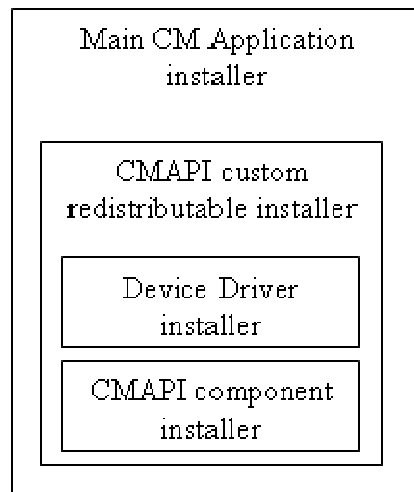 Main CM Application
installer
CMAPI custom
redistributable installer
Device Driver
installer
CMAPI component
installer